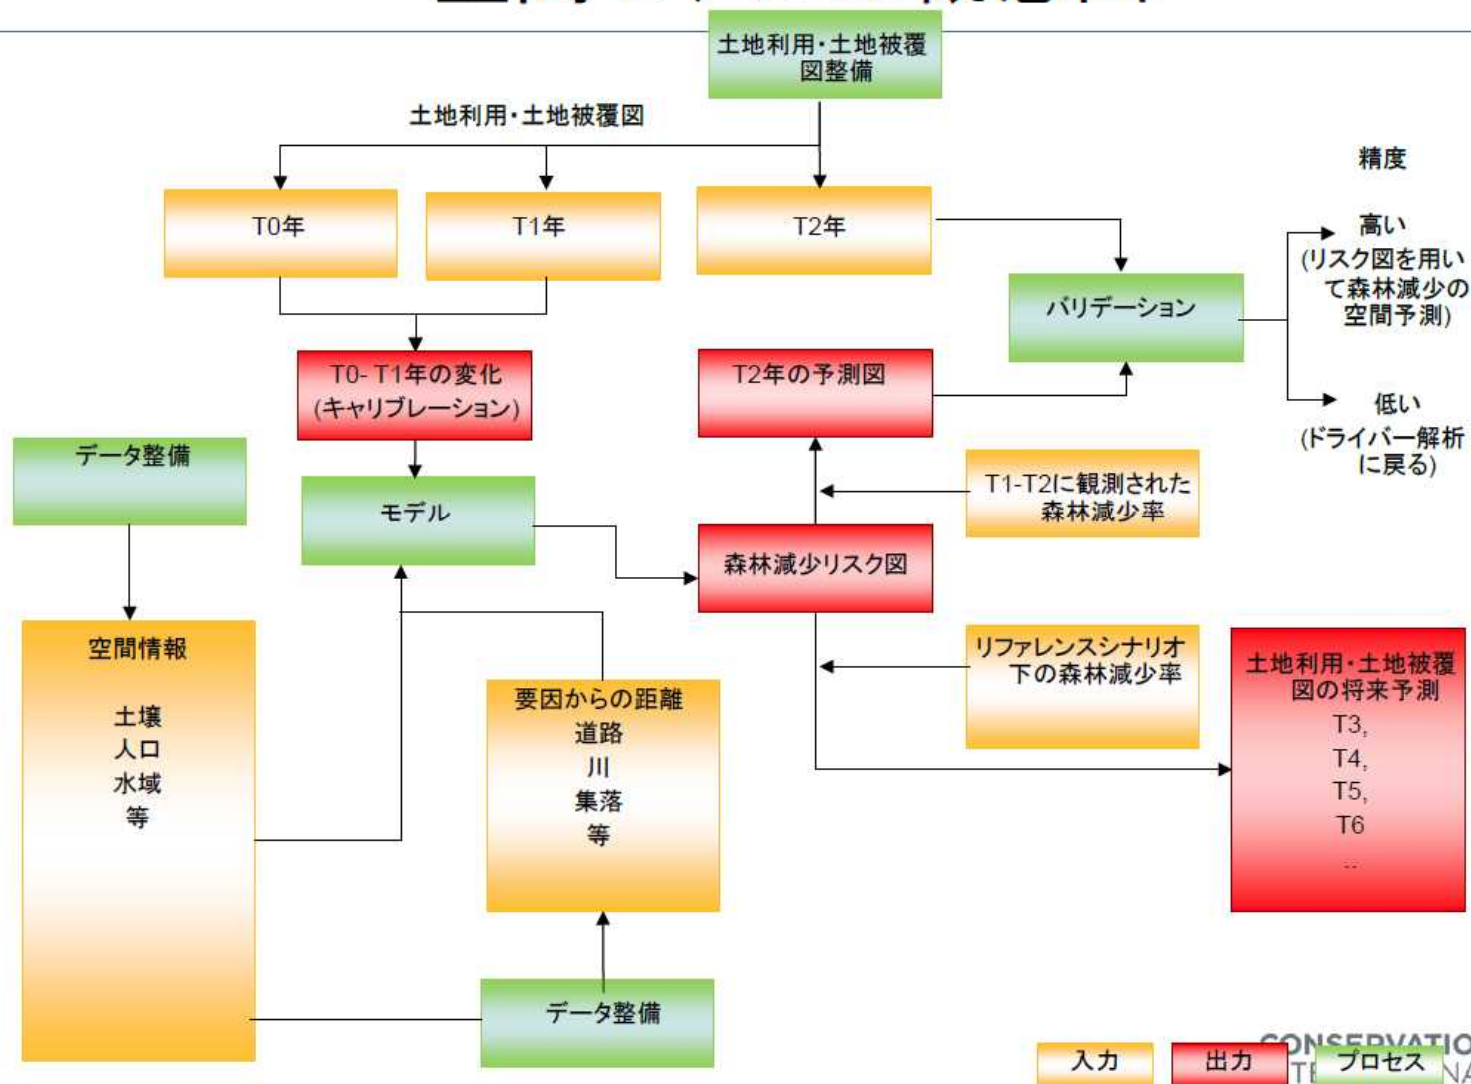 土地利用・土地被覆
図整備
土地利用・土地被覆図
T0年
T1年
T2年
精度
高い
(リスク図を用い
て森林減少の
空間予測)
バリデーション
低い
(ドライバー解析
に戻る)
T0- T1年の変化
(キャリブレーション)
T2年の予測図
データ整備
モデル
T1-T2に観測された
森林減少率
森林減少リスク図
空間情報
土壌
人口
水域
等
要因からの距離
道路
川
集落
等
リファレンスシナリオ
下の森林減少率
土地利用・土地被覆
図の将来予測
T3,
T4,
T5,
T6
..
データ整備
入力
出力
プロセス